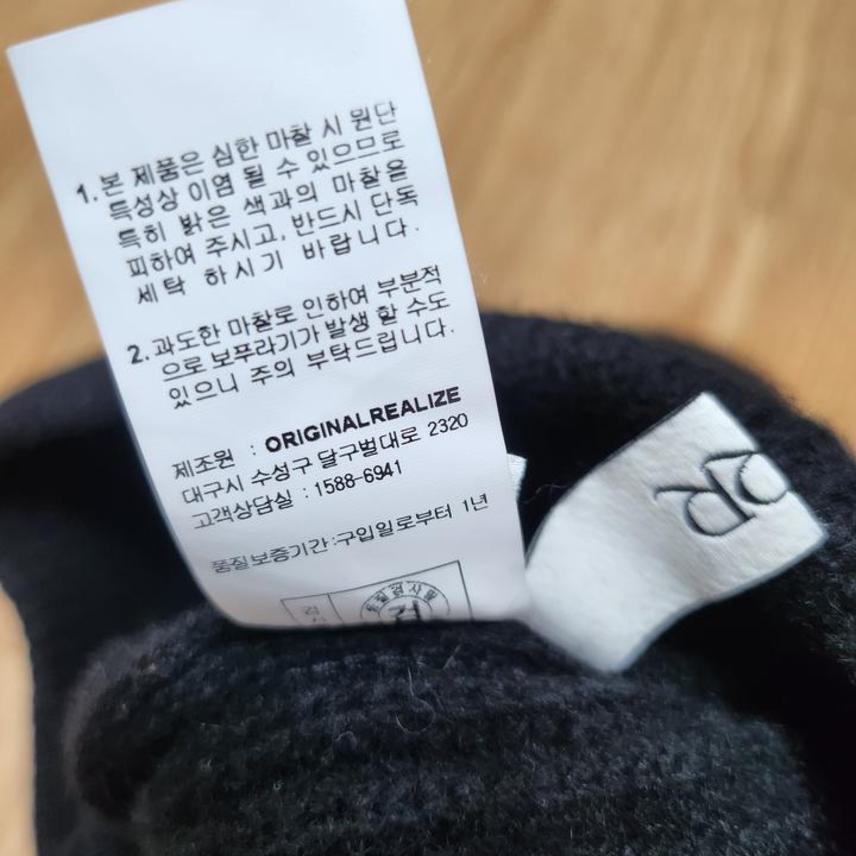 1. 본 제품은 심한 마찰 시 원단
특성상 이염 될 수 있으므로
특히 밝은 색과의 마찰을
피하여 주시고, 반드시 단독
세탁 하시기 바랍니다.
2. 과도한 마찰로 인하여 부분적
으로 보푸라기가 발생 할 수도
있으니 주의 부탁드립니다.
제조원 : ORIGINALREALIZE
대구시 수성구 달구벌대로 2320
고객상담실 : 1588-6941
품질보증기간:구입일로부터 1년